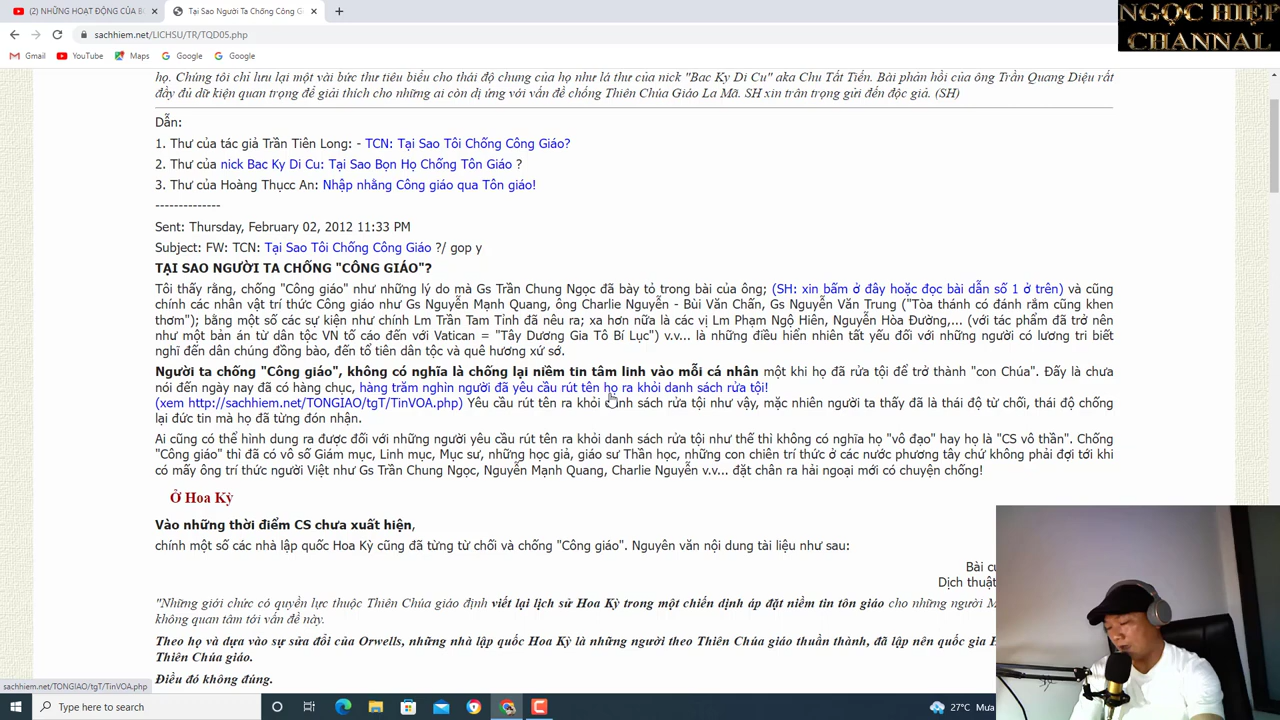 (2) NHỮNG HOẠT ĐỘNG CỦA B
Tại Sao Người Ta Chống Công G
sachhiem.net/LICHSU/TR/TQD05.php
Gmail YouTube Maps Google Google
NGỌC HIỆP
CHANNAL
họ. Chúng tôi chỉ lưu lại một vài bức thư tiêu biểu cho thái độ chung của họ như lá thư của nick "Bac Ky Di Cu" aka Chu Tất Tiến. Bài phản hồi của ông Trần Quang Diệu rất
đầy đủ dữ kiện quan trọng để giải thích cho những ai còn dị ứng với vấn đề chống Thiên Chúa Giáo La Mã. SH xin trân trọng gửi đến độc giả. (SH)
Dẫn:
1. Thư của tác giả Trần Tiên Long: - TCN: Tại Sao Tôi Chống Công Giáo?
2. Thư của nick Bac Ky Di Cu: Tại Sao Bọn Họ Chống Tôn Giáo ?
3. Thư của Hoàng Thụcc An: Nhập nhằng Công giáo qua Tôn giáo!
--------------
Sent: Thursday, February 02, 2012 11:33 PM
Subject: FW: TCN: Tại Sao Tôi Chống Công Giáo ?/ gop y
TẠI SAO NGƯỜI TA CHỐNG "CÔNG GIÁO"?
Tôi thấy rằng, chống "Công giáo" như những lý do mà Gs Trần Chung Ngọc đã bày tỏ trong bài của ông; (SH: xin bấm ở đây hoặc đọc bài dẫn số 1 ở trên) và cũng
chính các nhân vật trí thức Công giáo như Gs Nguyễn Mạnh Quang, ông Charlie Nguyễn - Bùi Văn Chấn, Gs Nguyễn Văn Trung ("Tòa thánh có đánh rắm cũng khen
thơm"); bằng một số các sự kiện như chính Lm Trần Tam Tỉnh đã nêu ra; xa hơn nữa là các vị Lm Phạm Ngộ Hiên, Nguyễn Hòa Đường,... (với tác phẩm đã trở nên
như một bản án từ dân tộc VN tố cáo đến với Vatican = "Tây Dương Gia Tô Bí Lục") v.v... là những điều hiển nhiên tất yếu đối với những người có lương tri biết
nghĩ đến dân chúng đồng bào, đến tổ tiên dân tộc và quê hương xứ sở.
Người ta chống "Công giáo", không có nghĩa là chống lại niềm tin tâm linh vào mỗi cá nhân một khi họ đã rửa tội để trở thành "con Chúa". Đấy là chưa
nói đến ngày nay đã có hàng chục, hàng trăm nghìn người đã yêu cầu rút tên họ ra khỏi danh sách rửa tội!
(xem http://sachhiem.net/TONGIAO/tgT/TinVOA.php) Yêu cầu rút tên ra khỏi danh sách rửa tội như vậy, mặc nhiên người ta thấy đã là thái độ từ chối, thái độ chống
lại đức tin mà họ đã từng đón nhận.
Ai cũng có thể hình dung ra được đối với những người yêu cầu rút tên ra khỏi danh sách rửa tội như thế thì không có nghĩa họ "vô đạo" hay họ là "CS vô thần". Chống
"Công giáo" thì đã có vô số Giám mục, Linh mục, Mục sư, những học giả, giáo sư Thần học, những con chiên trí thức ở các nước phương tây chứ không phải đợi tới khi
có mấy ông trí thức người Việt như Gs Trần Chung Ngọc, Nguyễn Mạnh Quang, Charlie Nguyễn v.v... đặt chân ra hải ngoại mới có chuyện chống!
Ở Hoa Kỳ
Vào những thời điểm CS chưa xuất hiện,
chính một số các nhà lập quốc Hoa Kỳ cũng đã từng từ chối và chống "Công giáo". Nguyên văn nội dung tài liệu như sau:
Bài
Dịch thuật
"Những giới chức có quyền lực thuộc Thiên Chúa giáo định viết lại lịch sử Hoa Kỳ trong một chiến dịnh áp đặt niềm tin tôn giáo cho những người
không quan tâm tới vấn đề này.
Theo họ và dựa vào sự sửa đổi của Orwells, những nhà lập quốc Hoa Kỳ là những người theo Thiên Chúa giáo thuần thành, đã lập nên quốc gia
Thiên Chúa giáo.
Điều đó không đúng.
sachhiem.net/TONGIAO/tgT/TinVOA.php
Type here to search
27°C Mưa